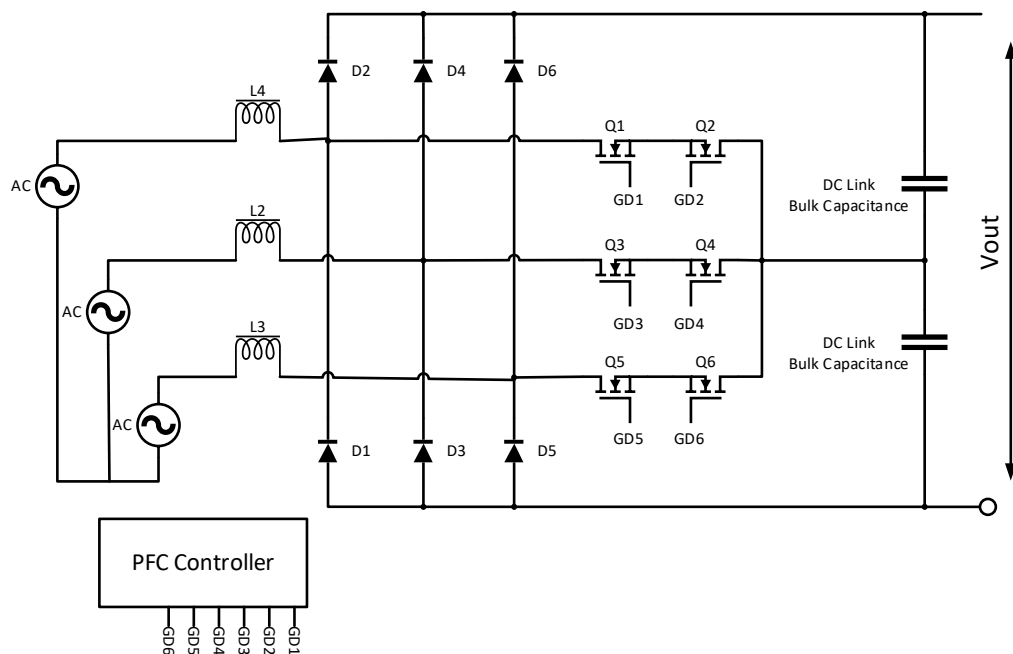 D2
D4
D6
L4
Q1
Q2
AC
GD1
GD2
DC Link
Bulk Capacitance
L2
Q3
Q4
Vout
AC
GD3
GD4
L3
DC Link
Bulk Capacitance
Q5
Q6
AC
GD5
GD6
D1
D3
D5
PFC Controller
GD6
GD5
GD4
GD3
GD2
GD1